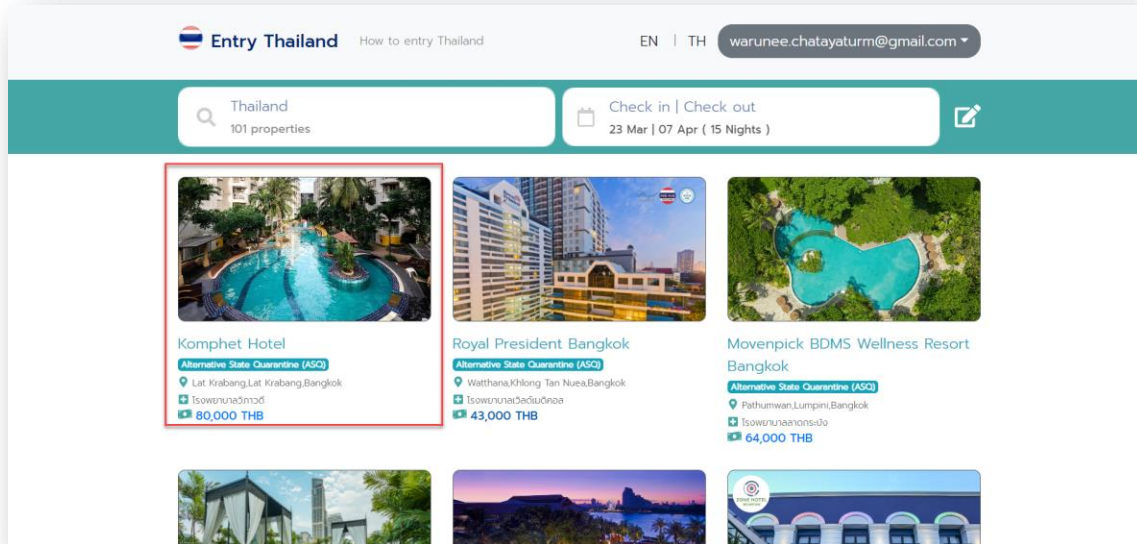 Entry Thailand How to entry Thailand EN | TH warunee.chatayaturm@gmail.com
Thailand
101 properties
Check in | Check out
23 Mar | 07 Apr ( 15 Nights )
Komphet Hotel
Alternative State Quarantine (ASQ)
Lat Krabang,Lat Krabang,Bangkok
โรงพยาบาลวิภาวดี
80,000 THB
Royal President Bangkok
Alternative State Quarantine (ASQ)
Watthana,Khlong Tan Nuea,Bangkok
โรงพยาบาลเวิลด์เมดิคอล
43,000 THB
Movenpick BDMS Wellness Resort
Bangkok
Alternative State Quarantine (ASQ)
Pathumwan,Lumpini,Bangkok
โรงพยาบาลลาดกระบัง
64,000 THB